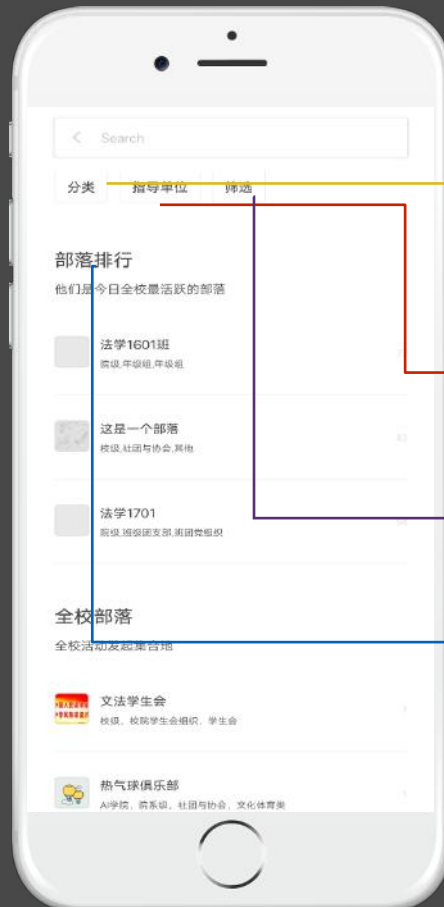 Search
分类 指导单位 筛选
部落排行
他们是今日全校最活跃的部落
法学1601班
院级,年级组,年级组
这是一个部落
校级,社团与协会,其他
法学1701
院级,班级团支部,班团党组织
全校部落
全校活动发起集合地
文法学生会
校级、校院学生会组织、学生会
热气球俱乐部
AI学院、院系级、社团与协会、文化体育类